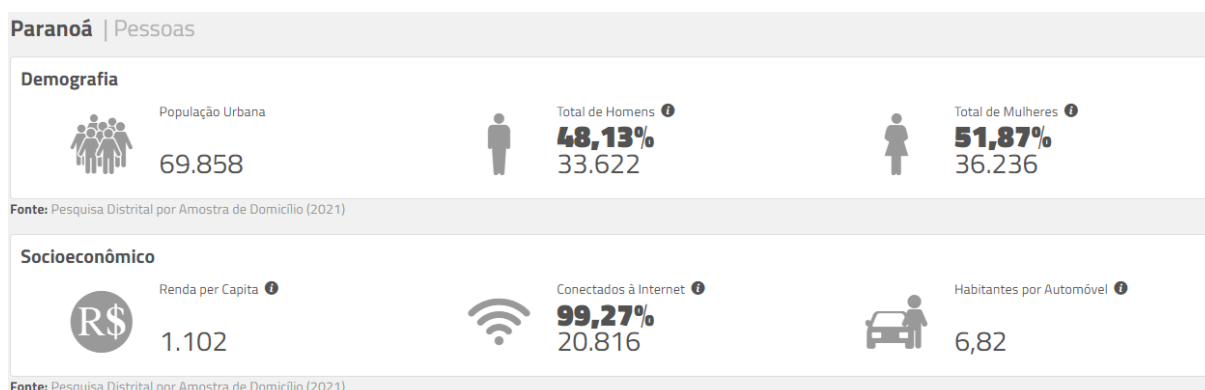 Paranoá | Pessoas
Demografia
População Urbana
69.858
Total de Homens
48,13%
33.622
Total de Mulheres
51,87%
36.236
Fonte: Pesquisa Distrital por Amostra de Domicílio (2021)
Socioeconômico
R$
Renda per Capita
1.102
Conectados à Internet
99,27%
20.816
Habitantes por Automóvel
6,82
Fonte: Pesquisa Distrital por Amostra de Domicílio (2021)